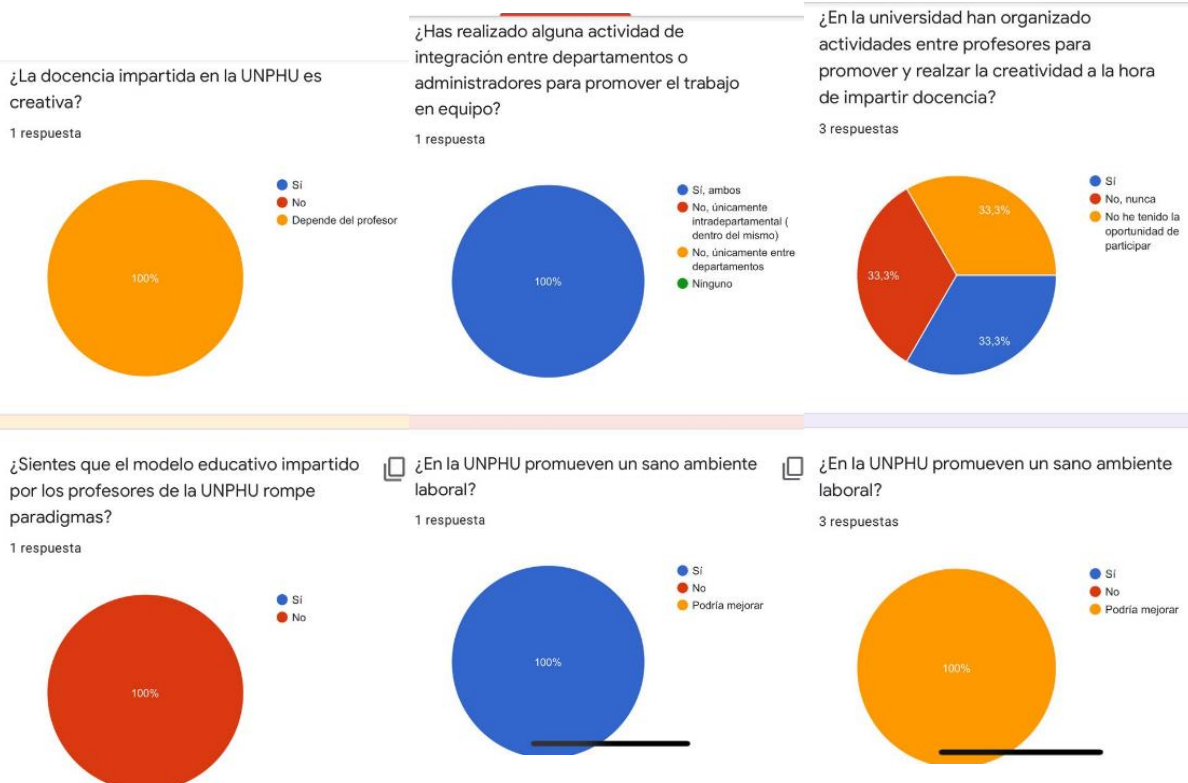 ¿La docencia impartida en la UNPHU es
creativa?
1 respuesta
100%
Sí
No
Depende del profesor
¿Has realizado alguna actividad de
integración entre departamentos o
administradores para promover el trabajo
en equipo?
1 respuesta
100%
Sí, ambos
No, únicamente
intradepartamental (
dentro del mismo)
No, únicamente entre
departamentos
Ninguno
¿En la universidad han organizado
actividades entre profesores para
promover y realzar la creatividad a la hora
de impartir docencia?
3 respuestas
33,3%
33,3%
33,3%
Sí
No, nunca
No he tenido la
oportunidad de
participar
¿Sientes que el modelo educativo impartido
por los profesores de la UNPHU rompe
paradigmas?
1 respuesta
100%
Sí
No
¿En la UNPHU promueven un sano ambiente
laboral?
1 respuesta
100%
Sí
No
Podría mejorar
¿En la UNPHU promueven un sano ambiente
laboral?
3 respuestas
100%
Sí
No
Podría mejorar